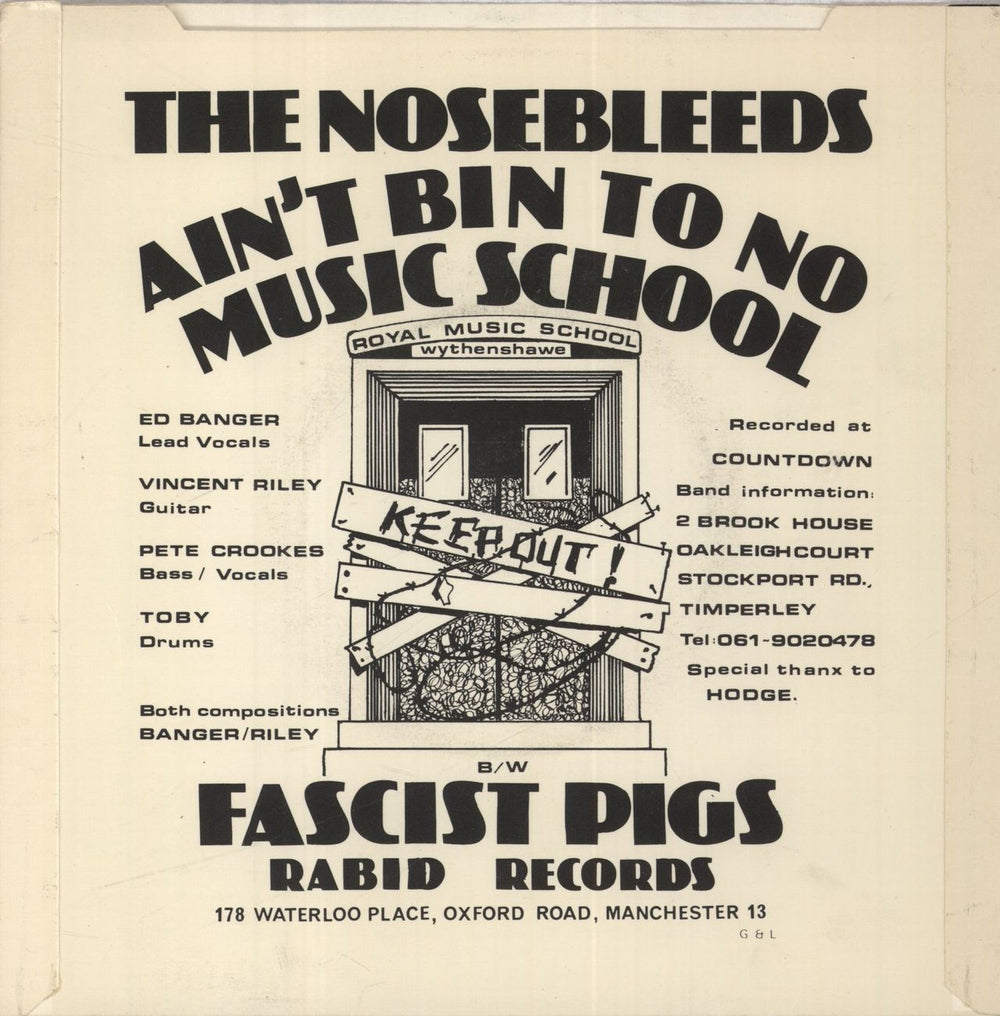 THE NOSEBLEEDS
AIN'T BIN TO NO
MUSIC SCHOOL
ROYAL MUSIC SCHOOL
wythenshawe
KEEP OUT!
ED BANGER
Lead Vocals
VINCENT RILEY
Guitar
PETE CROOKES
Bass / Vocals
TOBY
Drums
Both compositions
BANGER/RILEY
Recorded at
COUNTDOWN
Band information:
2 BROOK HOUSE
OAKLEIGH COURT
STOCKPORT RD.,
TIMPERLEY
Tel:061-9020478
Special thanx to
HODGE.
B/W
FASCIST PIGS
RABID RECORDS
178 WATERLOO PLACE, OXFORD ROAD, MANCHESTER 13
G & L